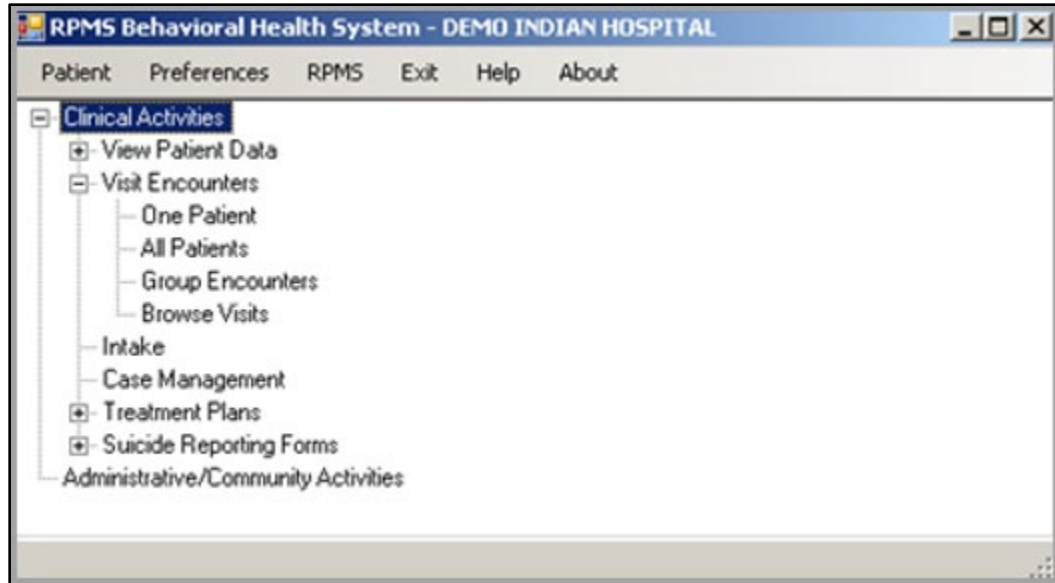 RPMS Behavioral Health System - DEMO INDIAN HOSPITAL
Patient Preferences RPMS Exit Help About
Clinical Activities
View Patient Data
Visit Encounters
One Patient
All Patients
Group Encounters
Browse Visits
Intake
Case Management
Treatment Plans
Suicide Reporting Forms
Administrative/Community Activities